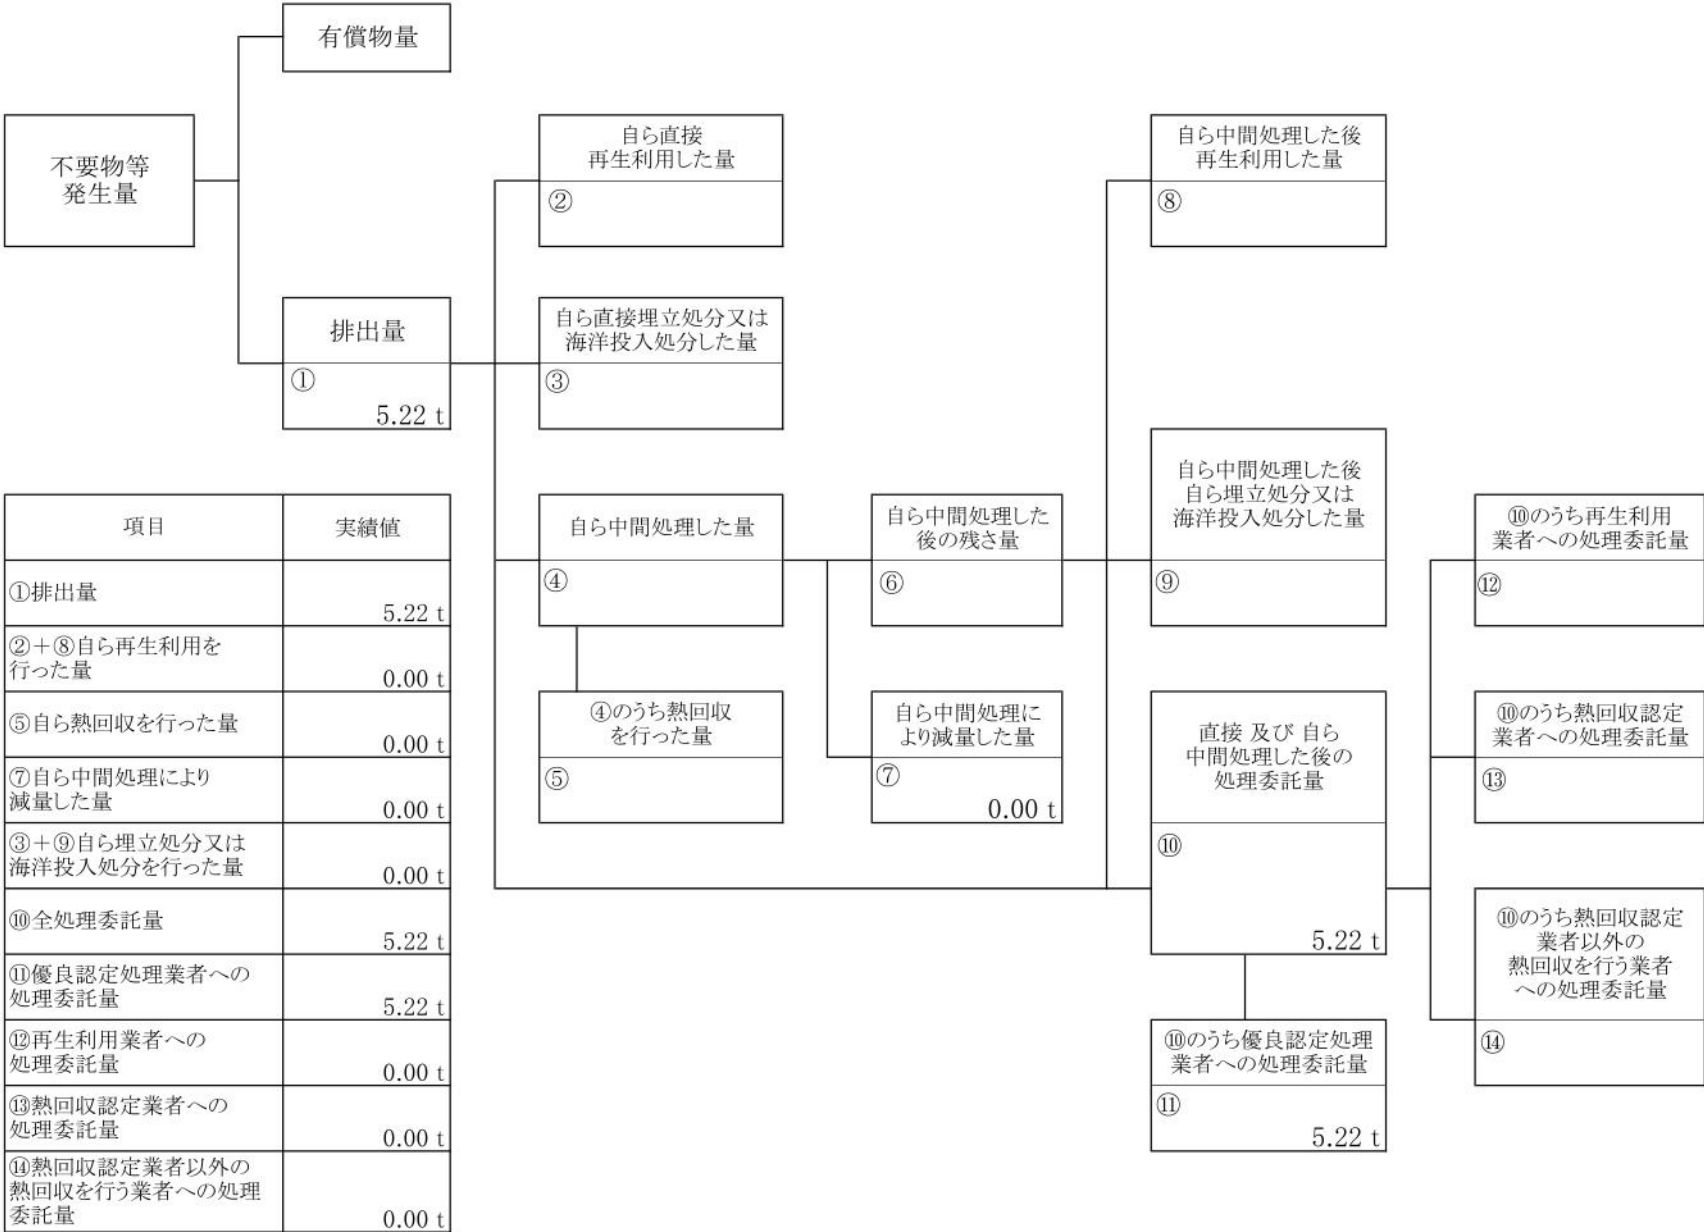 有償物量
不要物等
発生量
自ら直接
再生利用した量
②
自ら中間処理した後
再生利用した量
⑧
排出量
①
5.22 t
自ら直接埋立処分又は
海洋投入処分した量
③
自ら中間処理した量
④
自ら中間処理した
後の残さ量
⑥
自ら中間処理した後
自ら埋立処分又は
海洋投入処分した量
⑨
⑩のうち再生利用
業者への処理委託量
⑫
④のうち熱回収
を行った量
⑤
自ら中間処理に
より減量した量
⑦
0.00 t
直接 及び 自ら
中間処理した後の
処理委託量
⑩
5.22 t
⑩のうち熱回収認定
業者への処理委託量
⑬
⑩のうち熱回収認定
業者以外の
熱回収を行う業者
への処理委託量
⑭
⑩のうち優良認定処理
業者への処理委託量
⑪
5.22 t
項目 実績値
①排出量
5.22 t
②＋⑧自ら再生利用を
行った量
0.00 t
⑤自ら熱回収を行った量
0.00 t
⑦自ら中間処理により
減量した量
0.00 t
③＋⑨自ら埋立処分又は
海洋投入処分を行った量
0.00 t
⑩全処理委託量
5.22 t
⑪優良認定処理業者への
処理委託量
5.22 t
⑫再生利用業者への
処理委託量
0.00 t
⑬熱回収認定業者への
処理委託量
0.00 t
⑭熱回収認定業者以外の
熱回収を行う業者への処理
委託量
0.00 t